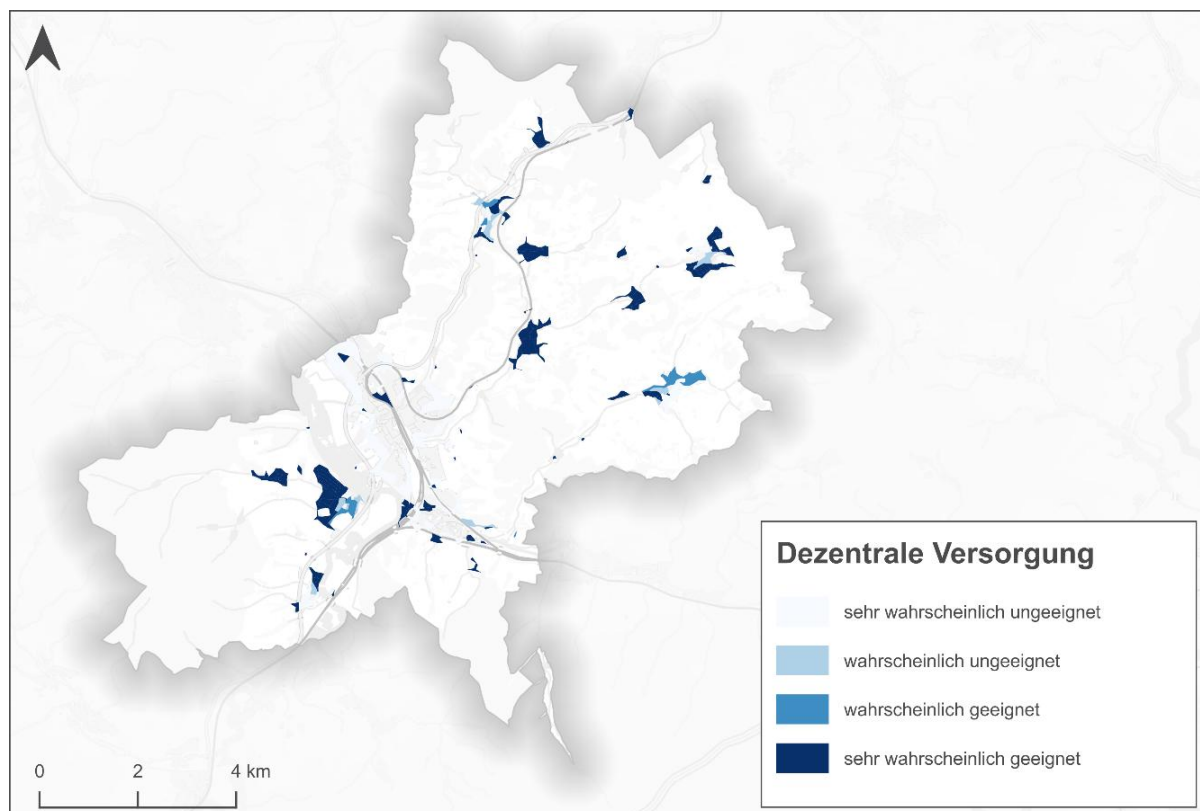 Dezentrale Versorgung
sehr wahrscheinlich ungeeignet
wahrscheinlich ungeeignet
wahrscheinlich geeignet
sehr wahrscheinlich geeignet
0 2 4 km